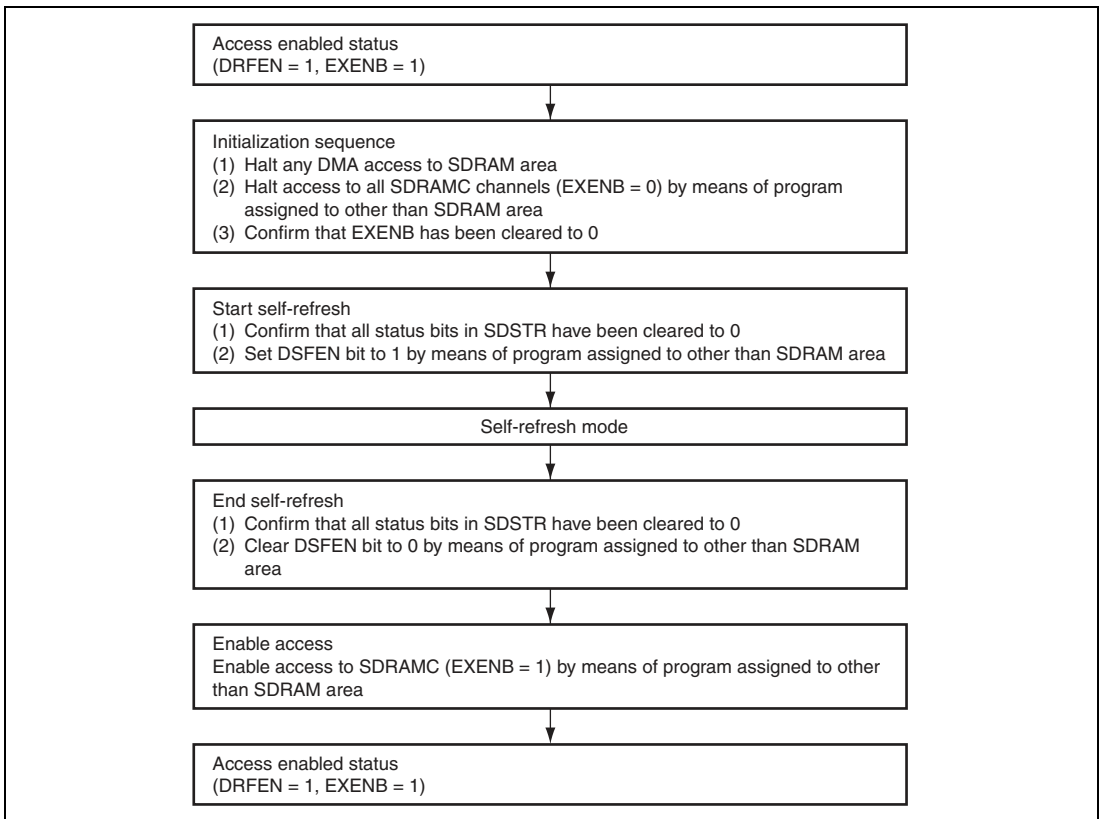 Access enabled status
(DRFEN = 1, EXENB = 1)
Initialization sequence
(1) Halt any DMA access to SDRAM area
(2) Halt access to all SDRAMC channels (EXENB = 0) by means of program
assigned to other than SDRAM area
(3) Confirm that EXENB has been cleared to 0
Start self-refresh
(1) Confirm that all status bits in SDSTR have been cleared to 0
(2) Set DSFEN bit to 1 by means of program assigned to other than SDRAM area
Self-refresh mode
End self-refresh
(1) Confirm that all status bits in SDSTR have been cleared to 0
(2) Clear DSFEN bit to 0 by means of program assigned to other than SDRAM
area
Enable access
Enable access to SDRAMC (EXENB = 1) by means of program assigned to other
than SDRAM area
Access enabled status
(DRFEN = 1, EXENB = 1)